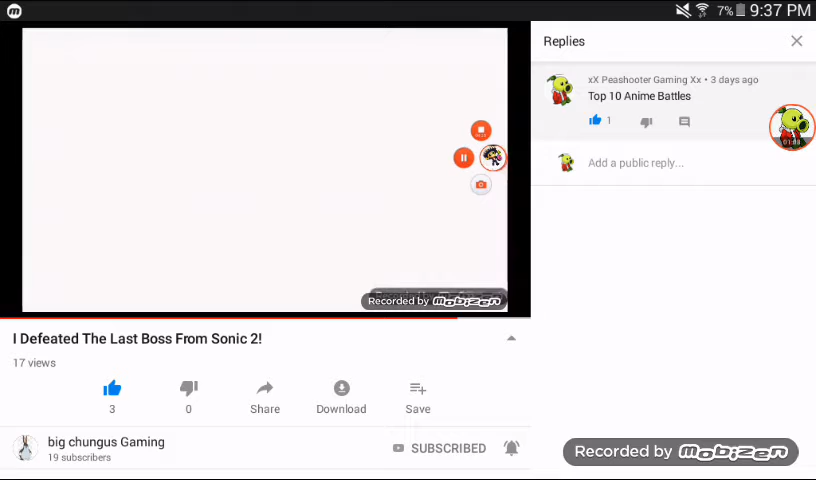 7% 9:37 PM
Replies
xX Peashooter Gaming Xx • 3 days ago
Top 10 Anime Battles
1
Add a public reply...
Recorded by mobizen
I Defeated The Last Boss From Sonic 2!
17 views
3
0
Share
Download
Save
big chungus Gaming
19 subscribers
SUBSCRIBED
Recorded by mobizen